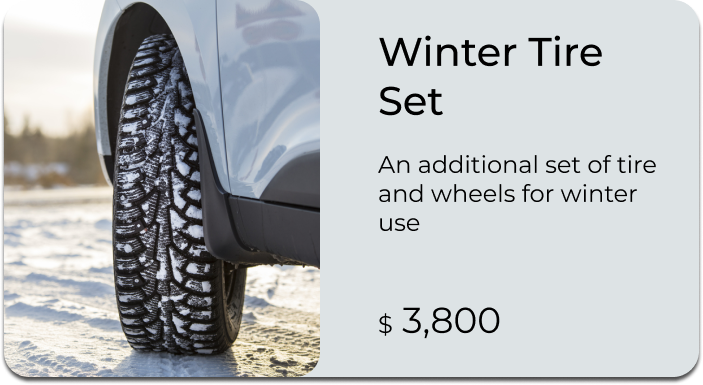 Winter Tire
Set
An additional set of tire
and wheels for winter
use
$ 3,800